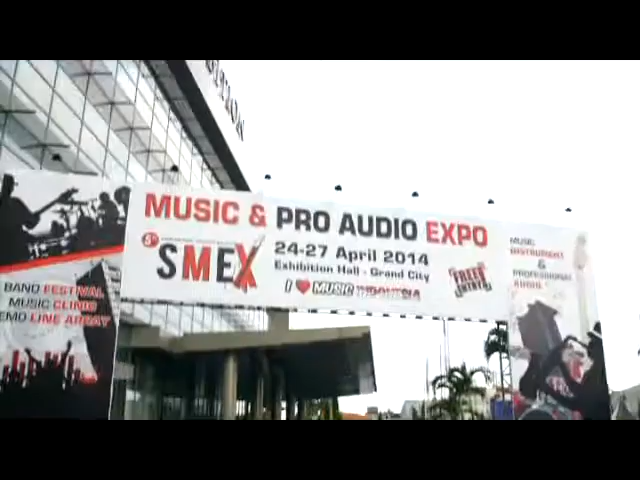 MUSIC & PRO AUDIO EXPO
SMEX
24-27 April 2014
Exhibition Hall - Grand City
I MUSIC INDONESIA
FREE
BAND FESTIVAL
MUSIC CLINIC
DEMO LINE ARRAY
MUSIC
INSTRUMENT
&
PROFESSIONAL
AUDIO